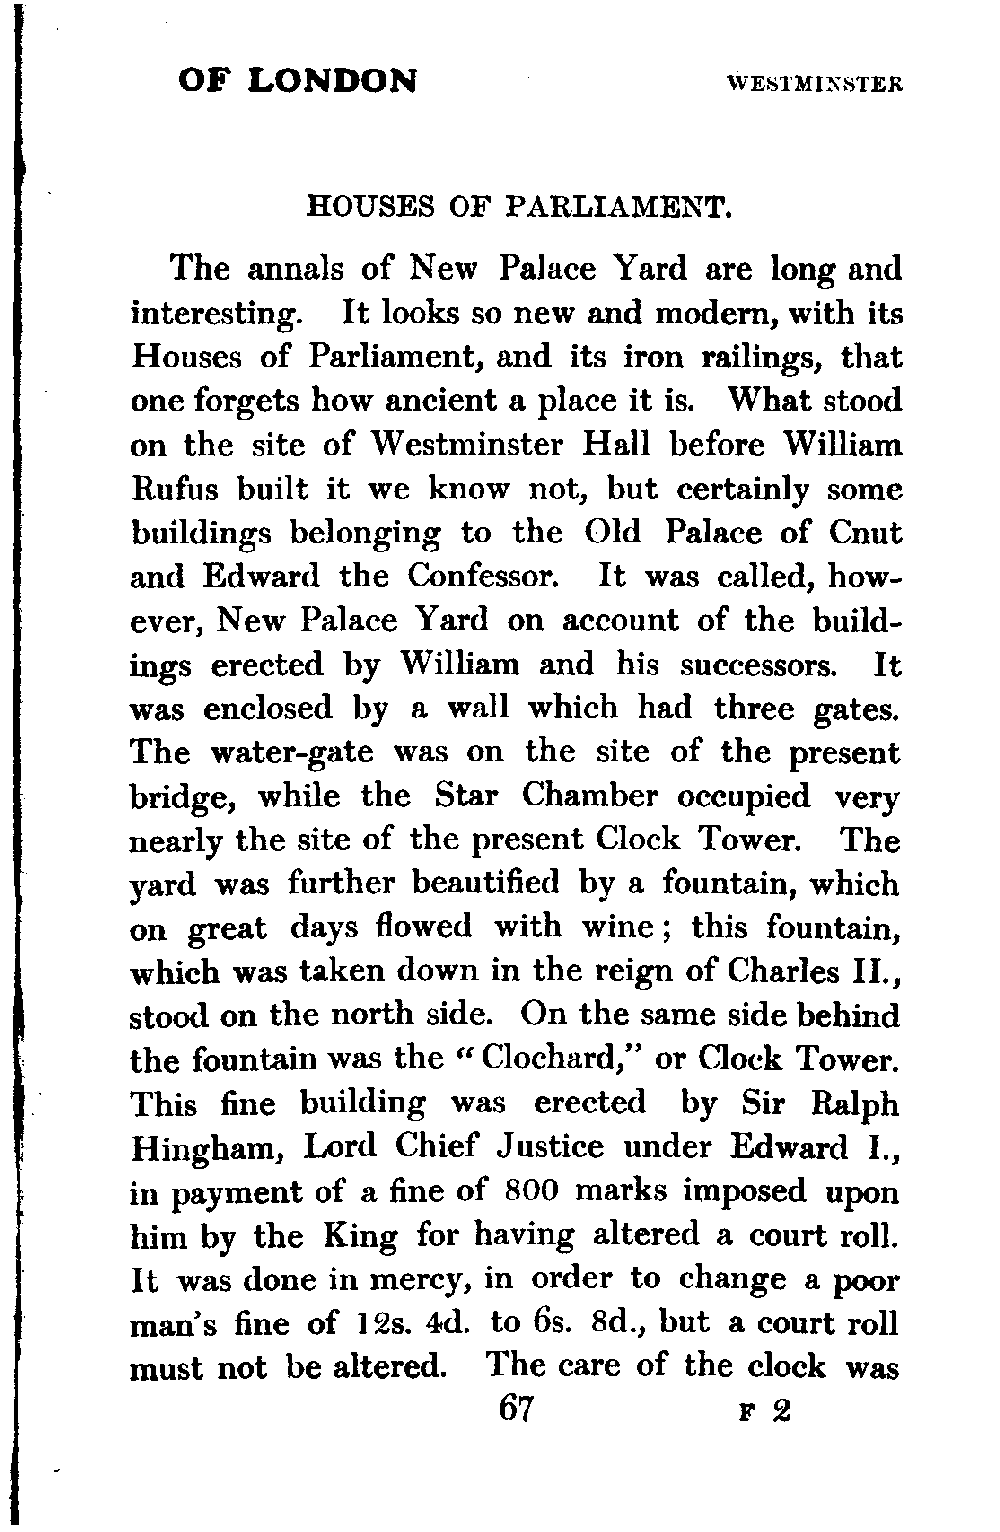 OF LONDON WESTMINSTER
HOUSES OF PARLIAMENT.
The annals of New Palace Yard are long and
interesting. It looks so new and modern, with its
Houses of Parliament, and its iron railings, that
one forgets how ancient a place it is. What stood
on the site of Westminster Hall before William
Rufus built it we know not, but certainly some
buildings belonging to the Old Palace of Cnut
and Edward the Confessor. It was called, how-
ever, New Palace Yard on account of the build-
ings erected by William and his successors. It
was enclosed by a wall which had three gates.
The water-gate was on the site of the present
bridge, while the Star Chamber occupied very
nearly the site of the present Clock Tower. The
yard was further beautified by a fountain, which
on great days flowed with wine; this fountain,
which was taken down in the reign of Charles II.,
stood on the north side. On the same side behind
the fountain was the “Clochard,” or Clock Tower.
This fine building was erected by Sir Ralph
Hingham, Lord Chief Justice under Edward I.,
in payment of a fine of 800 marks imposed upon
him by the King for having altered a court roll.
It was done in mercy, in order to change a poor
man's fine of 12s. 4d. to 6s. 8d., but a court roll
must not be altered. The care of the clock was
67 F 2